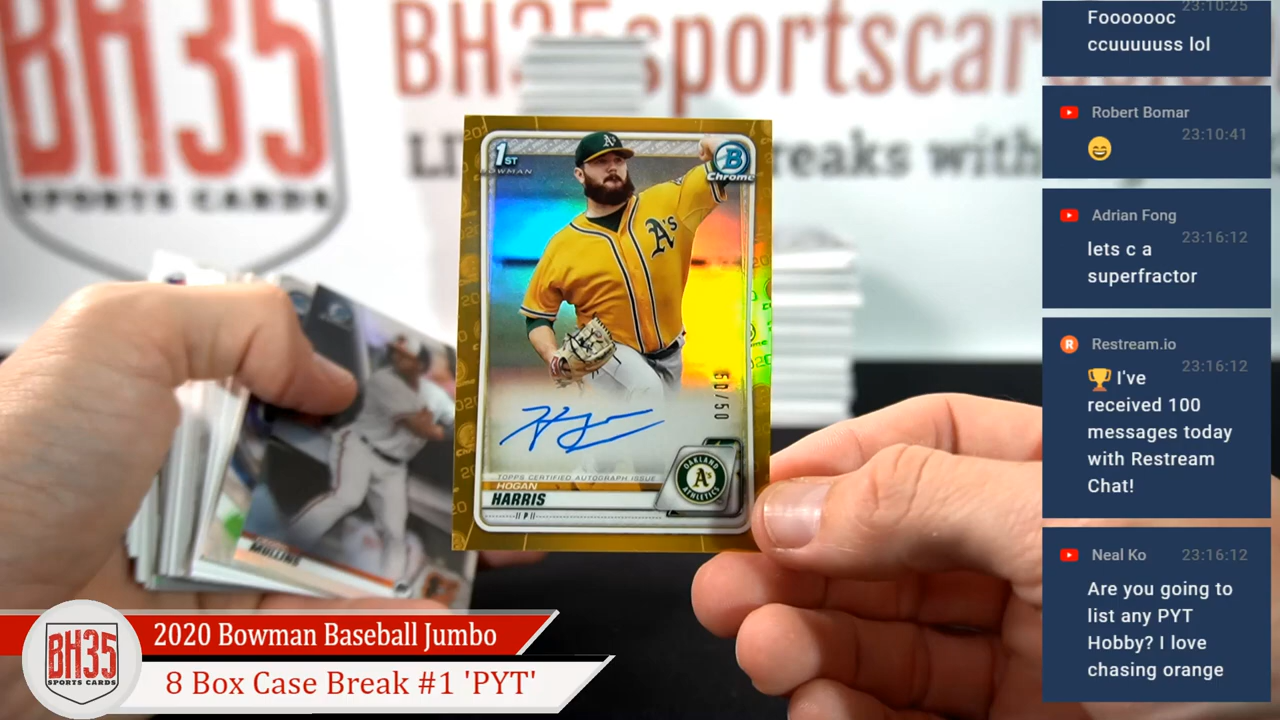 BH35
SPORTS CARDS
BH35sportscar
LI
reaks with
1ST
BOWMAN
B
Chrome
A's
A's
50/50
TOPPS CERTIFIED AUTOGRAPH ISSUE
HOGAN
HARRIS
P
OAKLAND
A's
ATHLETICS
MULLINS
23:10:25
Fooooooc
ccuuuuuss lol
Robert Bomar
23:10:41
Adrian Fong
23:16:12
lets c a
superfractor
Restream.io
23:16:12
🏆 I've
received 100
messages today
with Restream
Chat!
Neal Ko 23:16:12
Are you going to
list any PYT
Hobby? I love
chasing orange
BH35
SPORTS CARDS
2020 Bowman Baseball Jumbo
8 Box Case Break #1 'PYT'